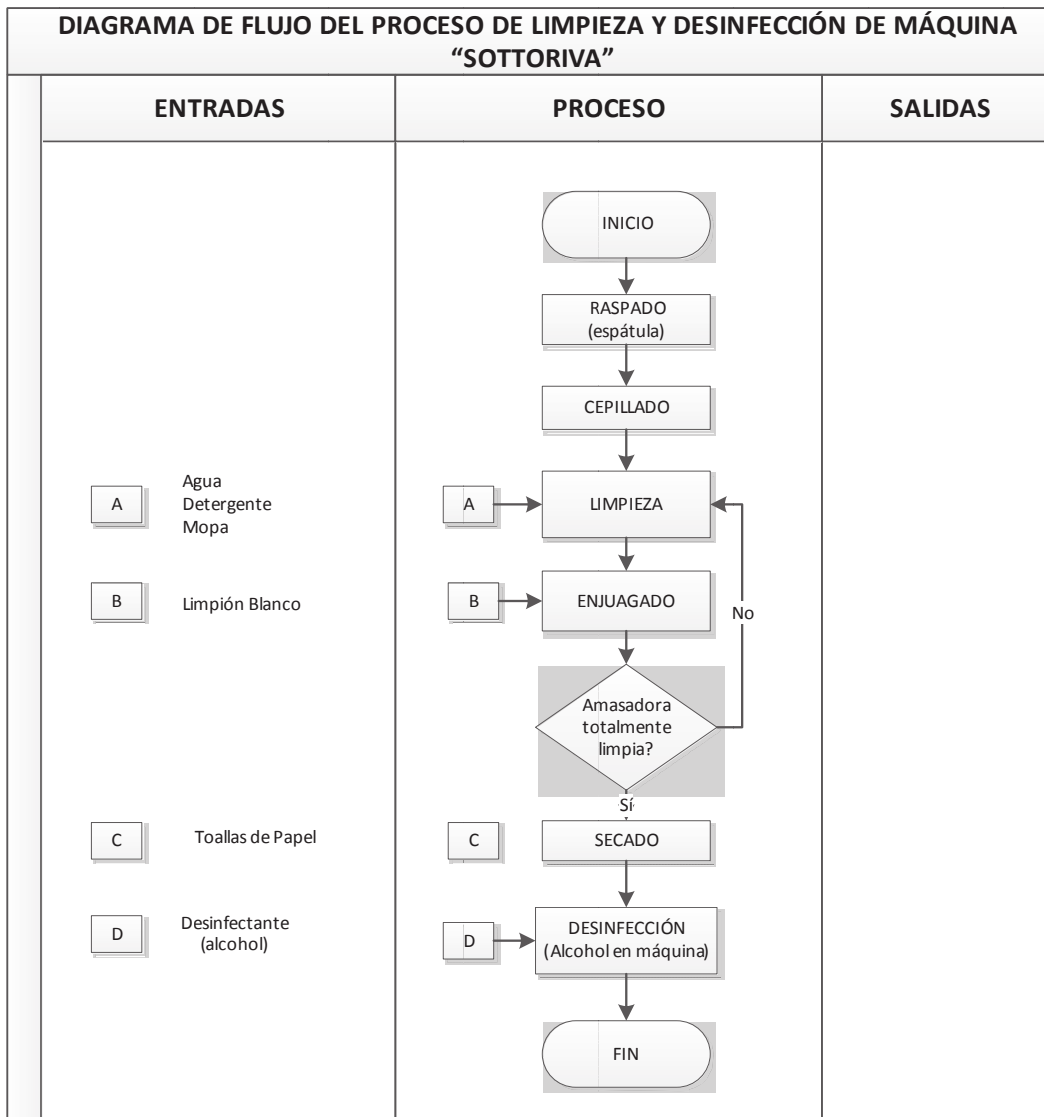 DIAGRAMA DE FLUJO DEL PROCESO DE LIMPIEZA Y DESINFECCIÓN DE MÁQUINA
“SOTTORIVA”
ENTRADAS
PROCESO
SALIDAS
INICIO
RASPADO
(espátula)
CEPILLADO
A
Agua
Detergente
Mopa
A
LIMPIEZA
B
Limpión Blanco
B
ENJUAGADO
No
Amasadora
totalmente
limpia?
Sí
C
Toallas de Papel
C
SECADO
D
Desinfectante
(alcohol)
D
DESINFECCIÓN
(Alcohol en máquina)
FIN